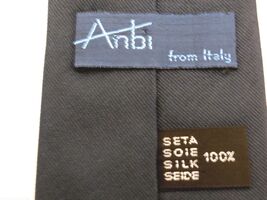 Anbi
from Italy
SETA
SOIE
SILK 100%
SEIDE